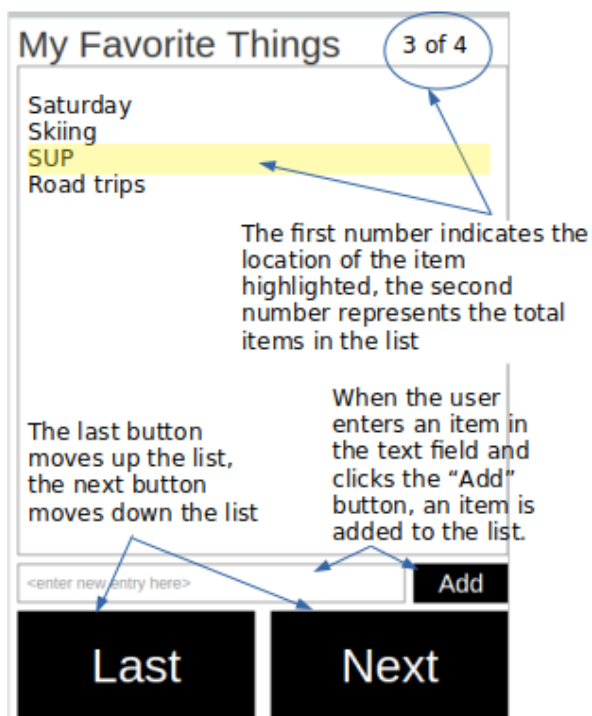 My Favorite Things
3 of 4
Saturday
Skiing
SUP
Road trips
The first number indicates the
location of the item
highlighted, the second
number represents the total
items in the list
The last button
moves up the list,
the next button
moves down the list
When the user
enters an item in
the text field and
clicks the “Add”
button, an item is
added to the list.
<enter new entry here>
Add
Last
Next